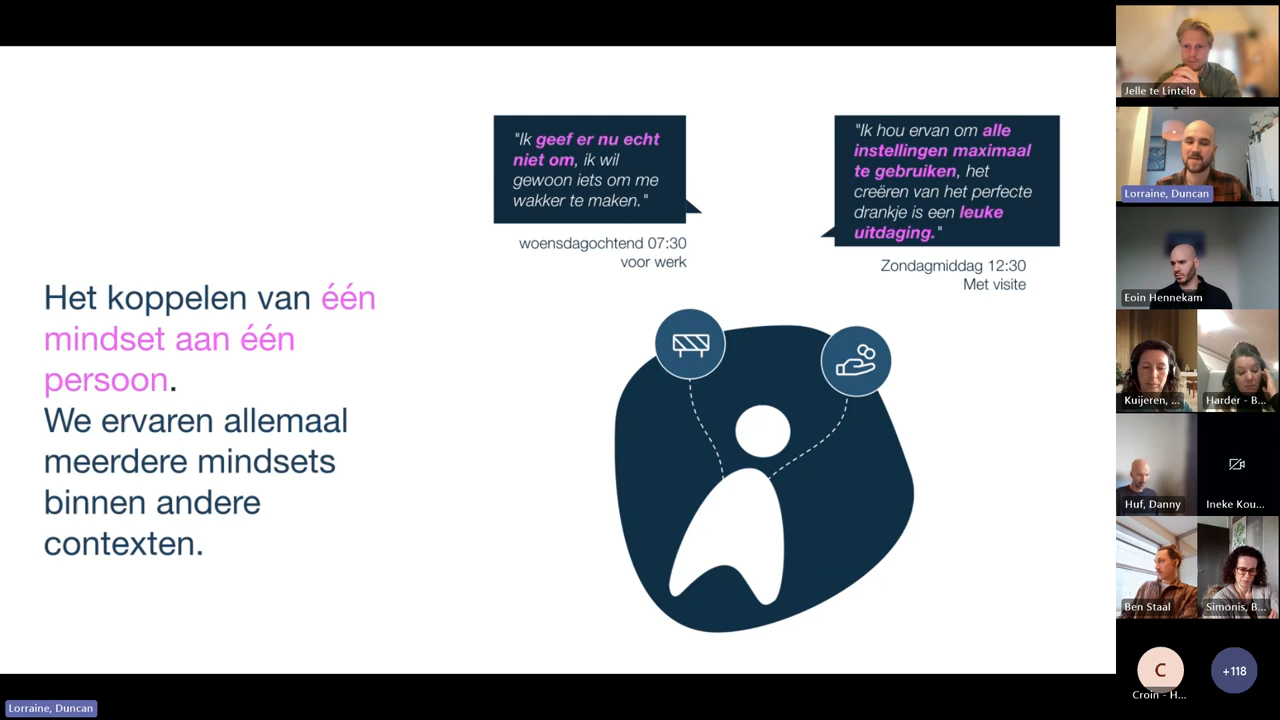 "Ik geef er nu echt
niet om, ik wil
gewoon iets om me
wakker te maken."
woensdagochtend 07:30
voor werk
"Ik hou ervan om alle
instellingen maximaal
te gebruiken, het
creëren van het perfecte
drankje is een leuke
uitdaging."
Zondagmiddag 12:30
Met visite
Het koppelen van één
mindset aan één
persoon.
We ervaren allemaal
meerdere mindsets
binnen andere
contexten.
Jelle te Lintelo
Lorraine, Duncan
Eoin Hennekam
Kuijeren, ...
Harder - B...
Huf, Danny
Ineke Kou...
Ben Staal
Simonis, B...
C
Croin - H...
+118
Lorraine, Duncan